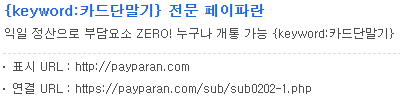 {keyword:카드단말기} 전문 페이파란
익일 정산으로 부담요소 ZERO! 누구나 개통 가능 {keyword:카드단말기}
· 표시 URL : http://payparan.com
· 연결 URL : https://payparan.com/sub/sub0202-1.php